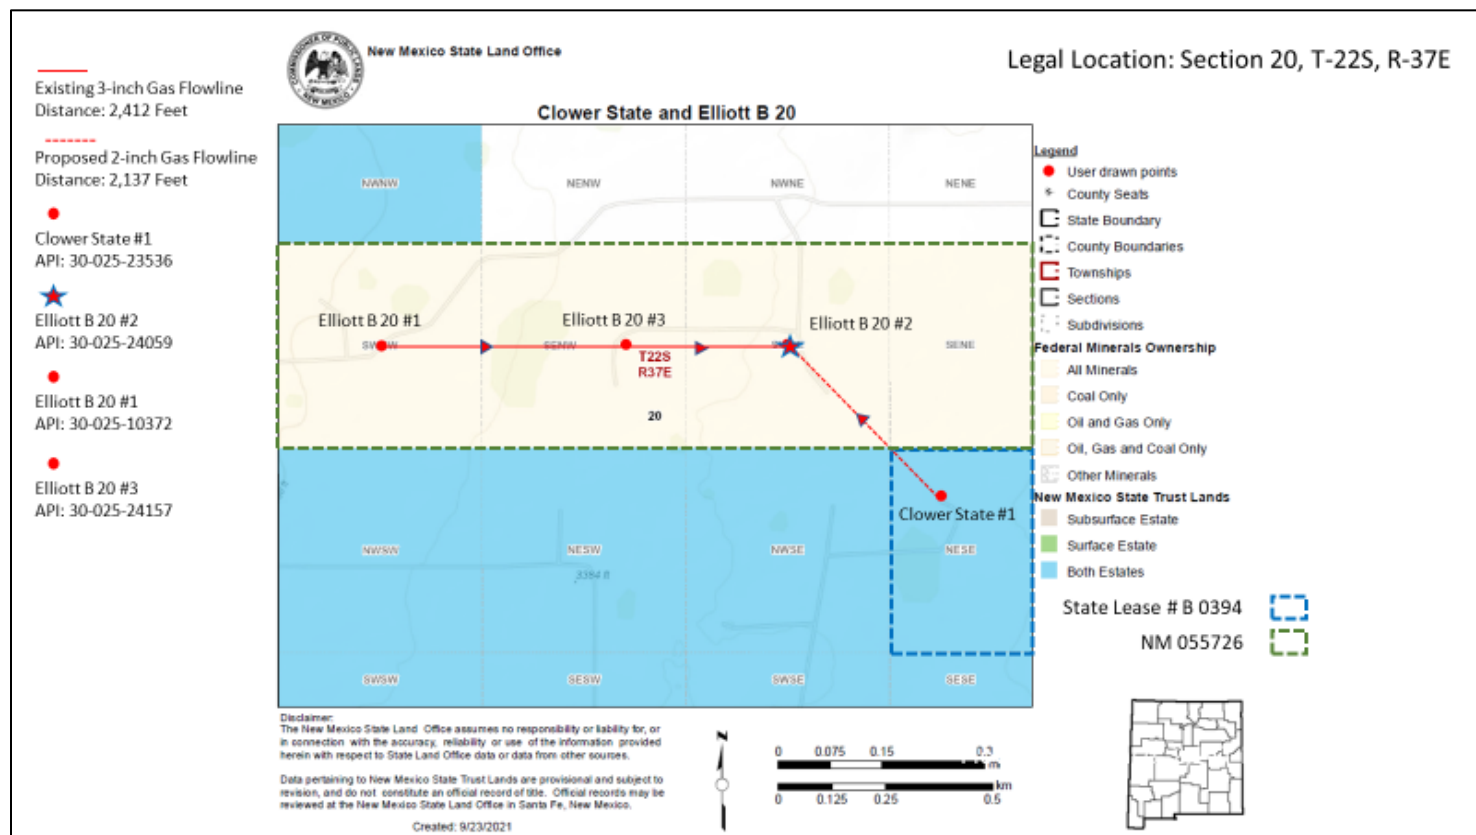 COMMISSIONER OF PUBLIC LANDS
NEW MEXICO
New Mexico State Land Office
Legal Location: Section 20, T-22S, R-37E
Existing 3-inch Gas Flowline
Distance: 2,412 Feet
Proposed 2-inch Gas Flowline
Distance: 2,137 Feet
Clower State #1
API: 30-025-23536
Elliott B 20 #2
API: 30-025-24059
Elliott B 20 #1
API: 30-025-10372
Elliott B 20 #3
API: 30-025-24157
Clower State and Elliott B 20
NWNW
NENW
NWNE
NENE
Elliott B 20 #1
Elliott B 20 #3
Elliott B 20 #2
SENW
SENE
T22S
R37E
20
Clower State #1
NWSW
NESW
NWSE
NESE
3384 ft
SWSW
SESW
SWSE
SESE
Legend
User drawn points
County Seats
State Boundary
County Boundaries
Townships
Sections
Subdivisions
Federal Minerals Ownership
All Minerals
Coal Only
Oil and Gas Only
Oil, Gas and Coal Only
Other Minerals
New Mexico State Trust Lands
Subsurface Estate
Surface Estate
Both Estates
State Lease # B 0394
NM 055726
Disclaimer:
The New Mexico State Land Office assumes no responsibility or liability for, or
in connection with the accuracy, reliability or use of the information provided
herein with respect to State Land Office data or data from other sources.
Data pertaining to New Mexico State Trust Lands are provisional and subject to
revision, and do not constitute an official record of title. Official records may be
reviewed at the New Mexico State Land Office in Santa Fe, New Mexico.
Created: 9/23/2021
N
0 0.075 0.15 0.3
mi
km
0 0.125 0.25 0.5